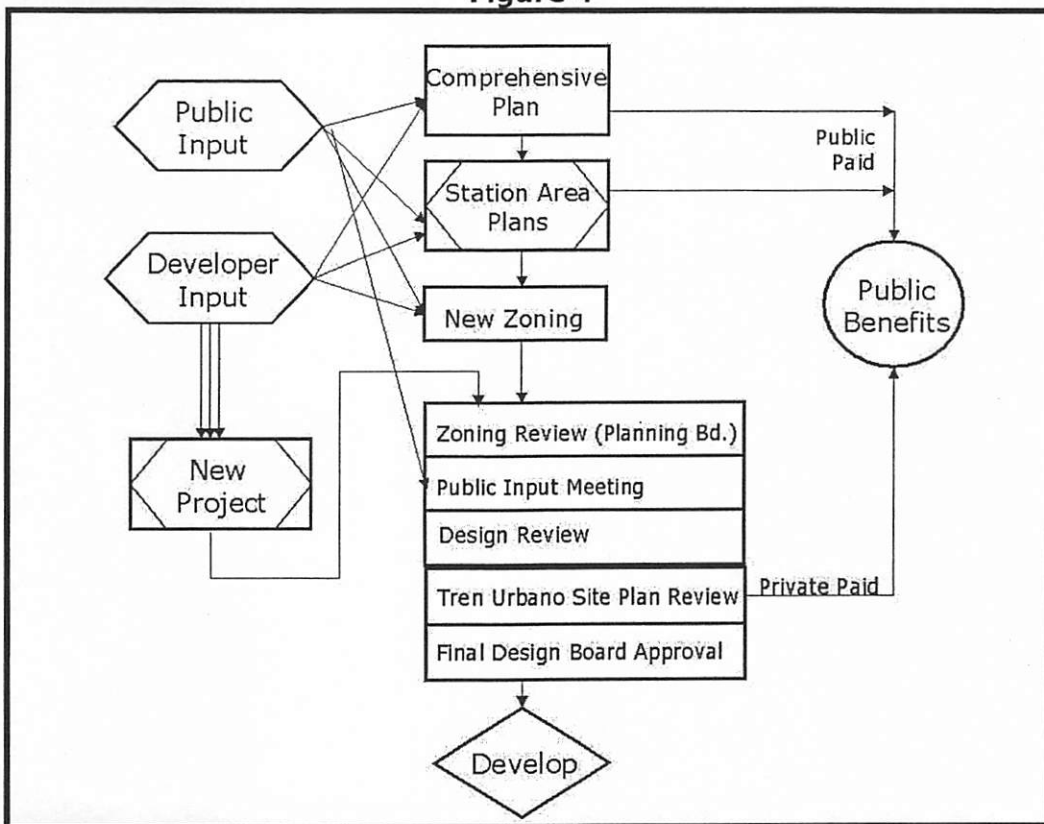 Public
Input
Comprehensive
Plan
Public
Paid
Station Area
Plans
Developer
Input
Public
Benefits
New Zoning
New
Project
Zoning Review (Planning Bd.)
Public Input Meeting
Design Review
Tren Urbano Site Plan Review
Private Paid
Final Design Board Approval
Develop